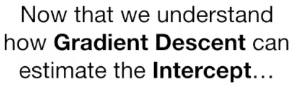 Now that we understand
how Gradient Descent can
estimate the Intercept...